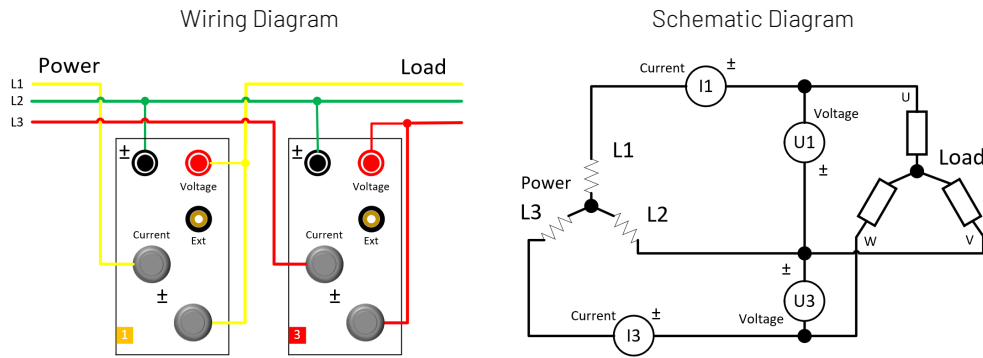 Wiring Diagram
Power
Load
L1
L2
L3
±
Voltage
Ext
Current
±
1
±
Voltage
Ext
Current
±
3
Schematic Diagram
Current
I1
±
Voltage
U1
±
U
L1
Power
L3
L2
Load
W
V
±
U3
Voltage
Current
I3
±